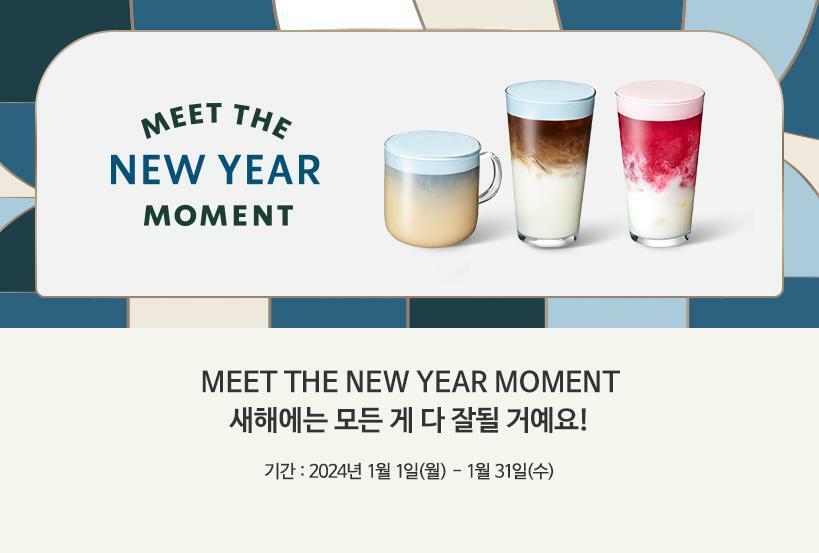 MEET THE
NEW YEAR
MOMENT
MEET THE NEW YEAR MOMENT
새해에는 모든 게 다 잘될 거예요!
기간 : 2024년 1월 1일(월) - 1월 31일(수)